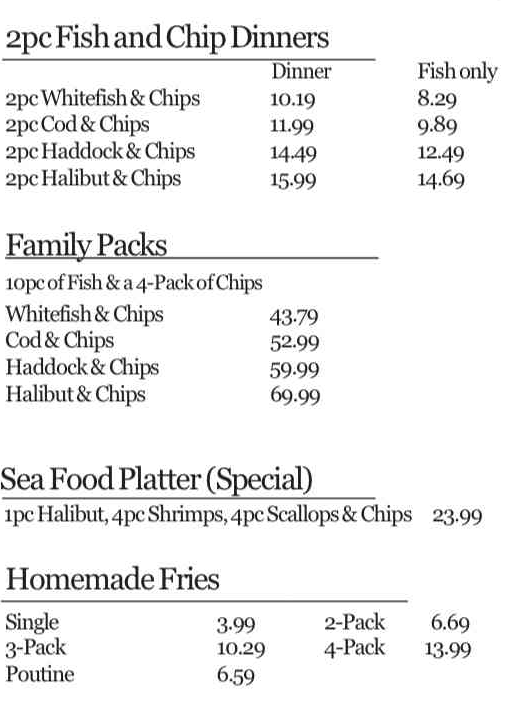 2pc Fish and Chip Dinners
Dinner Fish only
2pc Whitefish & Chips 10.19 8.29
2pc Cod & Chips 11.99 9.89
2pc Haddock & Chips 14.49 12.49
2pc Halibut & Chips 15.99 14.69
Family Packs
10pc of Fish & a 4-Pack of Chips
Whitefish & Chips 43.79
Cod & Chips 52.99
Haddock & Chips 59.99
Halibut & Chips 69.99
Sea Food Platter (Special)
1pc Halibut, 4pc Shrimps, 4pc Scallops & Chips 23.99
Homemade Fries
Single 3.99 2-Pack 6.69
3-Pack 10.29 4-Pack 13.99
Poutine 6.59